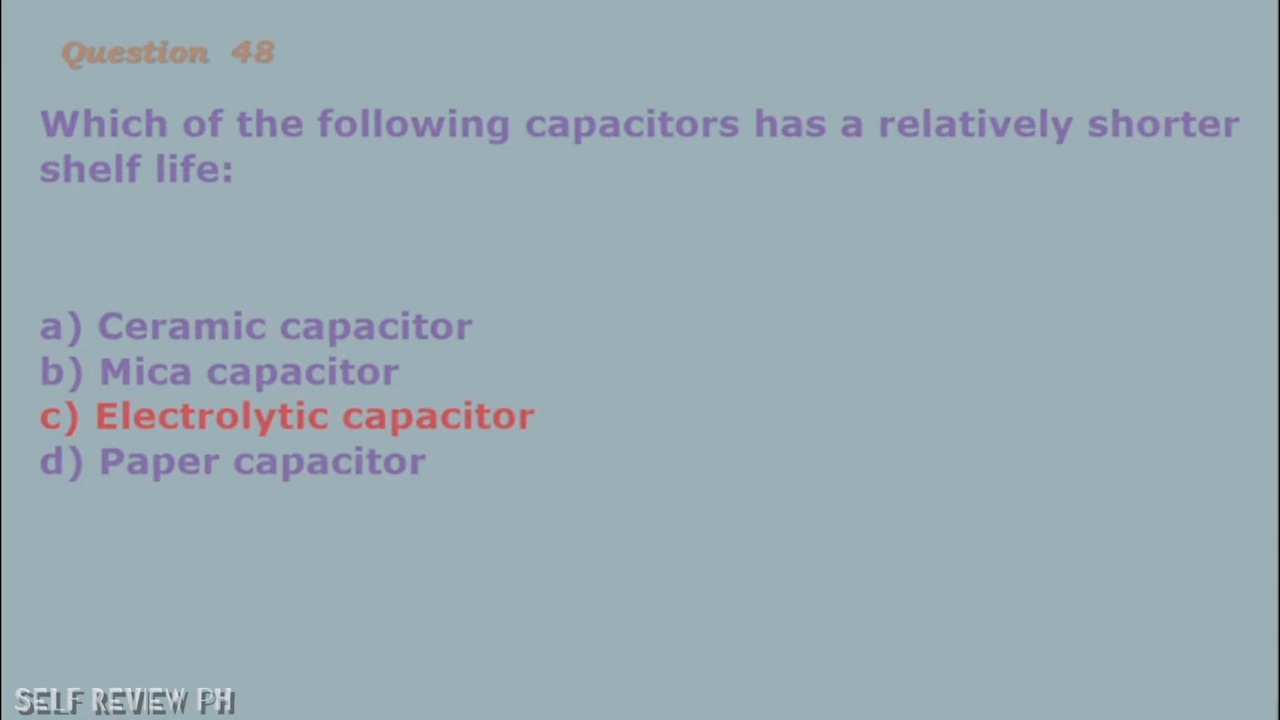 Question 48
Which of the following capacitors has a relatively shorter
shelf life:
a) Ceramic capacitor
b) Mica capacitor
c) Electrolytic capacitor
d) Paper capacitor
SELF REVIEW PH